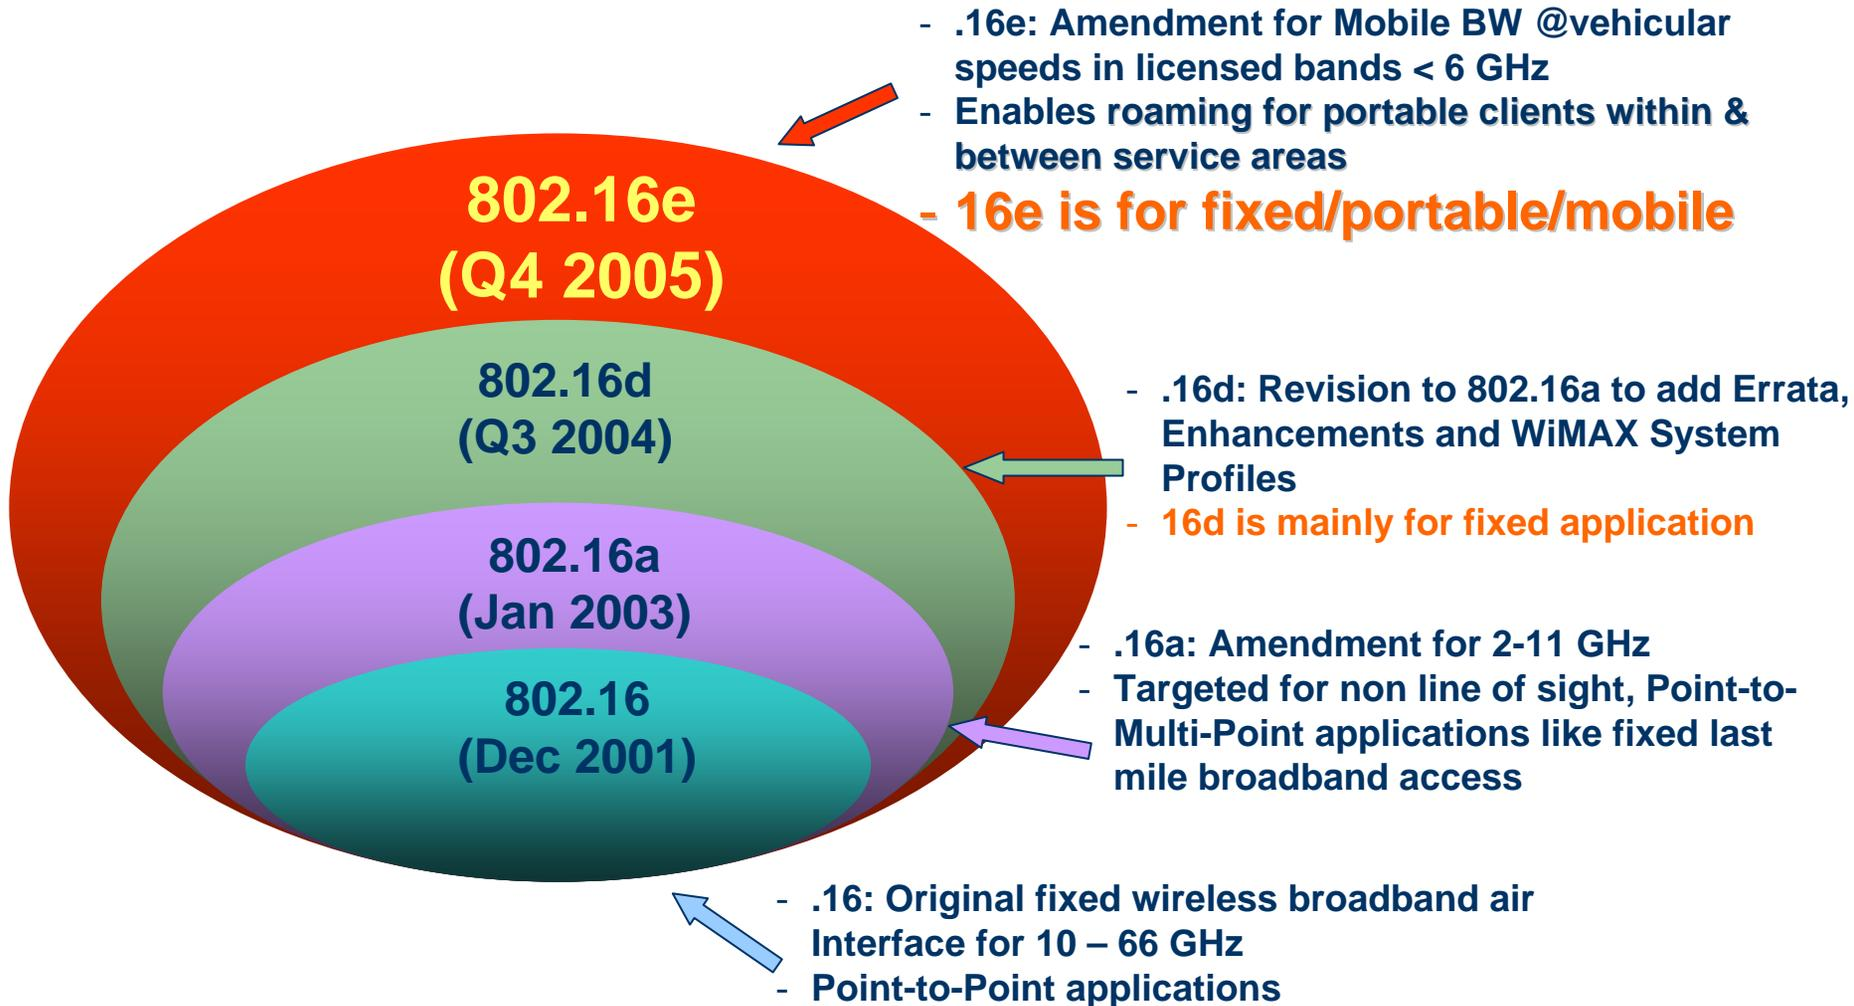 - .16e: Amendment for Mobile BW @vehicular
speeds in licensed bands < 6 GHz
- Enables roaming for portable clients within &
between service areas
- 16e is for fixed/portable/mobile
802.16e
(Q4 2005)
802.16d
(Q3 2004)
- .16d: Revision to 802.16a to add Errata,
Enhancements and WiMAX System
Profiles
- 16d is mainly for fixed application
802.16a
(Jan 2003)
- .16a: Amendment for 2-11 GHz
- Targeted for non line of sight, Point-to-
Multi-Point applications like fixed last
mile broadband access
802.16
(Dec 2001)
- .16: Original fixed wireless broadband air
Interface for 10 – 66 GHz
- Point-to-Point applications